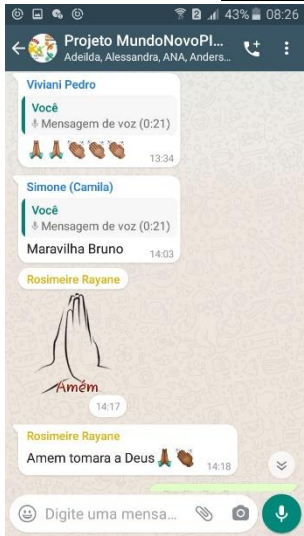 43% 08:26
Projeto MundoNovoPl...
Adeilda, Alessandra, ANA, Anders...
Viviani Pedro
Você
Mensagem de voz (0:21)
13:34
Simone (Camila)
Você
Mensagem de voz (0:21)
Maravilha Bruno
14:03
Rosimeire Rayane
Amém
14:17
Rosimeire Rayane
Amem tomara a Deus
14:18
Digite uma mensa...